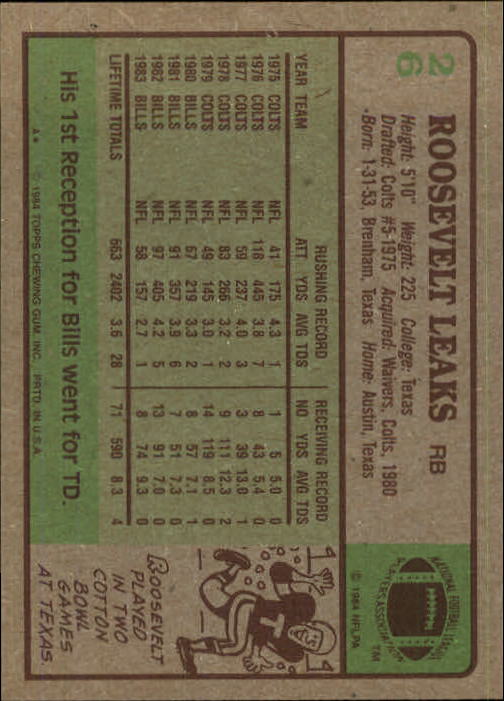 26
ROOSEVELT LEAKS RB
Height: 5'10" Weight: 225 College: Texas
Drafted: Colts #5-1975 Acquired: Waivers, Colts, 1980
Born: 1-31-53, Brenham, Texas Home: Austin, Texas
NATIONAL FOOTBALL LEAGUE
PLAYERS ASSOCIATION
TM
© 1984 NFLPA
RUSHING RECORD RECEIVING RECORD
YEAR TEAM ATT YDS AVG TDS NO YDS AVG TDS
1975 COLTS NFL 41 175 4.3 1 1 5 5.0 0
1976 COLTS NFL 118 445 3.8 7 8 43 5.4 0
1977 COLTS NFL 59 237 4.0 3 3 39 13.0 1
1978 COLTS NFL 83 266 3.2 2 9 111 12.3 2
1979 COLTS NFL 49 145 3.0 1 14 119 8.5 0
1980 BILLS NFL 67 219 3.3 2 8 57 7.1 1
1981 BILLS NFL 91 357 3.9 6 7 51 7.3 0
1982 BILLS NFL 97 405 4.2 5 13 91 7.0 0
1983 BILLS NFL 58 157 2.7 1 8 74 9.3 0
LIFETIME TOTALS 663 2402 3.6 28 71 590 8.3 4
T
ROOSEVELT
PLAYED
IN TWO
COTTON
BOWL
GAMES
AT TEXAS.
His 1st Reception for Bills went for TD.
A* © 1984 TOPPS CHEWING GUM, INC. PRTD. IN U.S.A.